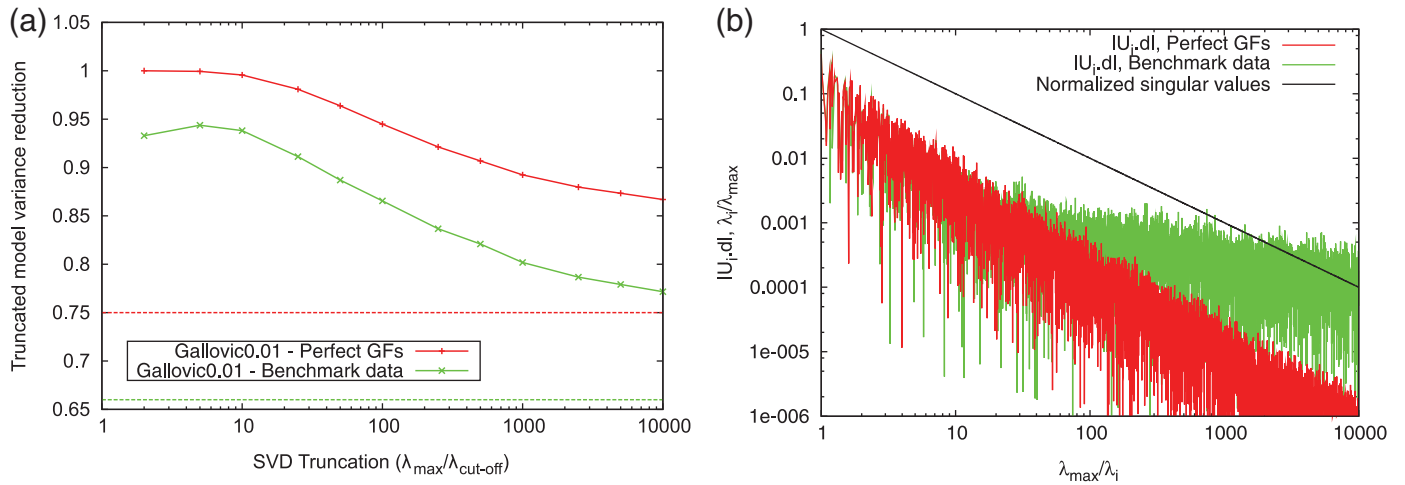 (a)
1.05
1
0.95
0.9
0.85
0.8
0.75
0.7
0.65
Truncated model variance reduction
Gallovic0.01 - Perfect GFs
Gallovic0.01 - Benchmark data
1 10 100 1000 10000
SVD Truncation (λmax/λcut-off)
(b)
1
0.1
0.01
0.001
0.0001
1e-005
1e-006
|Ui.d|, λi/λmax
|Ui.d|, Perfect GFs
|Ui.d|, Benchmark data
Normalized singular values
1 10 100 1000 10000
λmax/λi